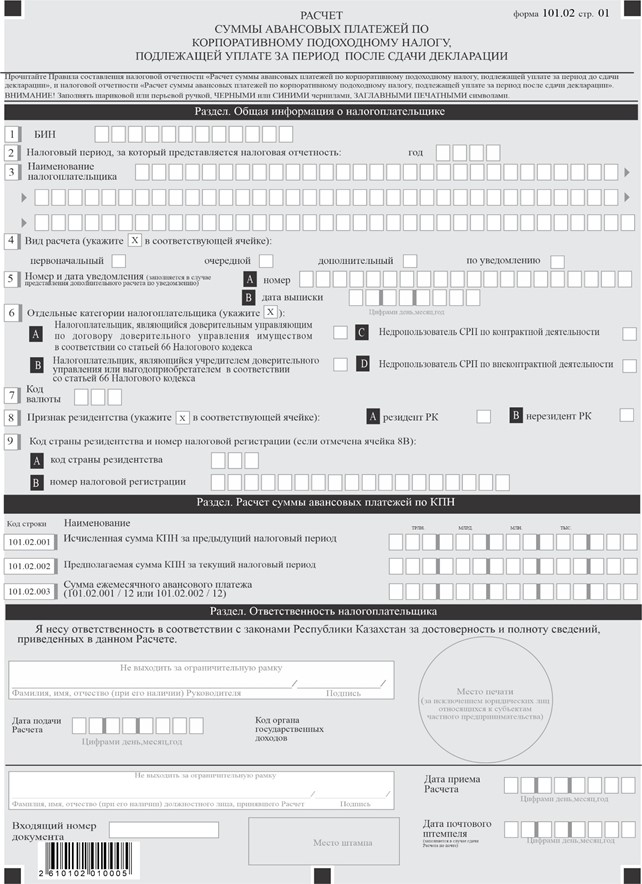 РАСЧЕТ
форма 101.02 стр. 01
СУММЫ АВАНСОВЫХ ПЛАТЕЖЕЙ ПО
КОРПОРАТИВНОМУ ПОДОХОДНОМУ НАЛОГУ,
ПОДЛЕЖАЩЕЙ УПЛАТЕ ЗА ПЕРИОД ПОСЛЕ СДАЧИ ДЕКЛАРАЦИИ
Прочитайте Правила составления налоговой отчетности «Расчет суммы авансовых платежей по корпоративному подоходному налогу, подлежащей уплате за период до сдачи
декларации», и налоговой отчетности «Расчет суммы авансовых платежей по корпоративному подоходному налогу, подлежащей уплате за период после сдачи декларации».
ВНИМАНИЕ! Заполнять шариковой или перьевой ручкой, ЧЕРНЫМИ или СИНИМИ чернилами, ЗАГЛАВНЫМИ ПЕЧАТНЫМИ символами.
Раздел. Общая информация о налогоплательщике
1 БИН
2 Налоговый период, за который представляется налоговая отчетность: год
3 Наименование
налогоплательщика
4 Вид расчета (укажите X в соответствующей ячейке):
первоначальный очередной дополнительный по уведомлению
5 Номер и дата уведомления (заполняется в случае
представления дополнительного расчета по уведомлению)
A номер
B дата выписки
Цифрами день,месяц,год
6 Отдельные категории налогоплательщика (укажите X ):
A Налогоплательщик, являющийся доверительным управляющим
по договору доверительного управления имуществом
в соответствии со статьей 66 Налогового кодекса
C Недропользователь СРП по контрактной деятельности
B Налогоплательщик, являющийся учредителем доверительного
управления или выгодоприобретателем в соответствии
со статьей 66 Налогового кодекса
D Недропользователь СРП по внеконтрактной деятельности
7 Код
валюты
8 Признак резидентства (укажите x в соответствующей ячейке): A резидент РК B нерезидент РК
9 Код страны резидентства и номер налоговой регистрации (если отмечена ячейка 8В):
A код страны резидентства
B номер налоговой регистрации
Раздел. Расчет суммы авансовых платежей по КПН
Код строки Наименование трлн. млрд. млн. тыс.
101.02.001 Исчисленная сумма КПН за предыдущий налоговый период
101.02.002 Предполагаемая сумма КПН за текущий налоговый период
101.02.003 Сумма ежемесячного авансового платежа
(101.02.001 / 12 или 101.02.002 / 12)
Раздел. Ответственность налогоплательщика
Я несу ответственность в соответствии с законами Республики Казахстан за достоверность и полноту сведений,
приведенных в данном Расчете.
Не выходить за ограничительную рамку
/ /
Фамилия, имя, отчество (при его наличии) Руководителя Подпись
Место печати
(за исключением юридических лиц
относящихся к субъектам
частного предпринимательства)
Дата подачи
Расчета
Цифрами день,месяц,год
Код органа
государственных
доходов
Не выходить за ограничительную рамку
/ /
Фамилия, имя, отчество (при его наличии) должностного лица, принявшего Расчет Подпись
Дата приема
Расчета
Цифрами день,месяц,год
Входящий номер
документа
Место штампа
Дата почтового
штемпеля
(заполняется в случае сдачи
Расчета по почте)
Цифрами день,месяц,год
2610102010005